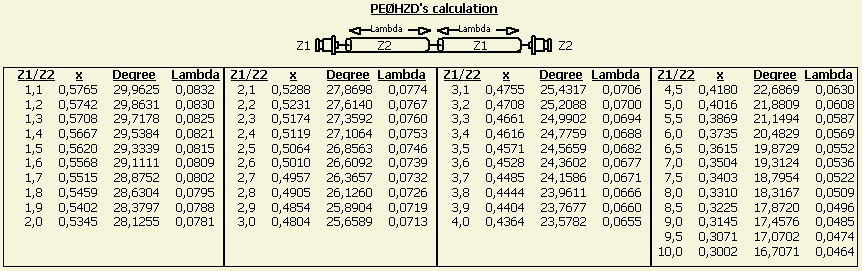 PEØHZD's calculation
Lambda Lambda
Z1 Z2 Z1 Z2
Z1/Z2 x Degree Lambda Z1/Z2 x Degree Lambda Z1/Z2 x Degree Lambda Z1/Z2 x Degree Lambda
1,1 0,5765 29,9625 0,0832 2,1 0,5288 27,8698 0,0774 3,1 0,4755 25,4317 0,0706 4,5 0,4180 22,6869 0,0630
1,2 0,5742 29,8631 0,0830 2,2 0,5231 27,6140 0,0767 3,2 0,4708 25,2088 0,0700 5,0 0,4016 21,8809 0,0608
1,3 0,5708 29,7178 0,0825 2,3 0,5174 27,3592 0,0760 3,3 0,4661 24,9902 0,0694 5,5 0,3869 21,1494 0,0587
1,4 0,5667 29,5384 0,0821 2,4 0,5119 27,1064 0,0753 3,4 0,4616 24,7759 0,0688 6,0 0,3735 20,4829 0,0569
1,5 0,5620 29,3339 0,0815 2,5 0,5064 26,8563 0,0746 3,5 0,4571 24,5659 0,0682 6,5 0,3615 19,8729 0,0552
1,6 0,5568 29,1111 0,0809 2,6 0,5010 26,6092 0,0739 3,6 0,4528 24,3602 0,0677 7,0 0,3504 19,3124 0,0536
1,7 0,5515 28,8752 0,0802 2,7 0,4957 26,3657 0,0732 3,7 0,4485 24,1586 0,0671 7,5 0,3403 18,7954 0,0522
1,8 0,5459 28,6304 0,0795 2,8 0,4905 26,1260 0,0726 3,8 0,4444 23,9611 0,0666 8,0 0,3310 18,3167 0,0509
1,9 0,5402 28,3797 0,0788 2,9 0,4854 25,8904 0,0719 3,9 0,4404 23,7677 0,0660 8,5 0,3225 17,8720 0,0496
2,0 0,5345 28,1255 0,0781 3,0 0,4804 25,6589 0,0713 4,0 0,4364 23,5782 0,0655 9,0 0,3145 17,4576 0,0485
9,5 0,3071 17,0702 0,0474
10,0 0,3002 16,7071 0,0464